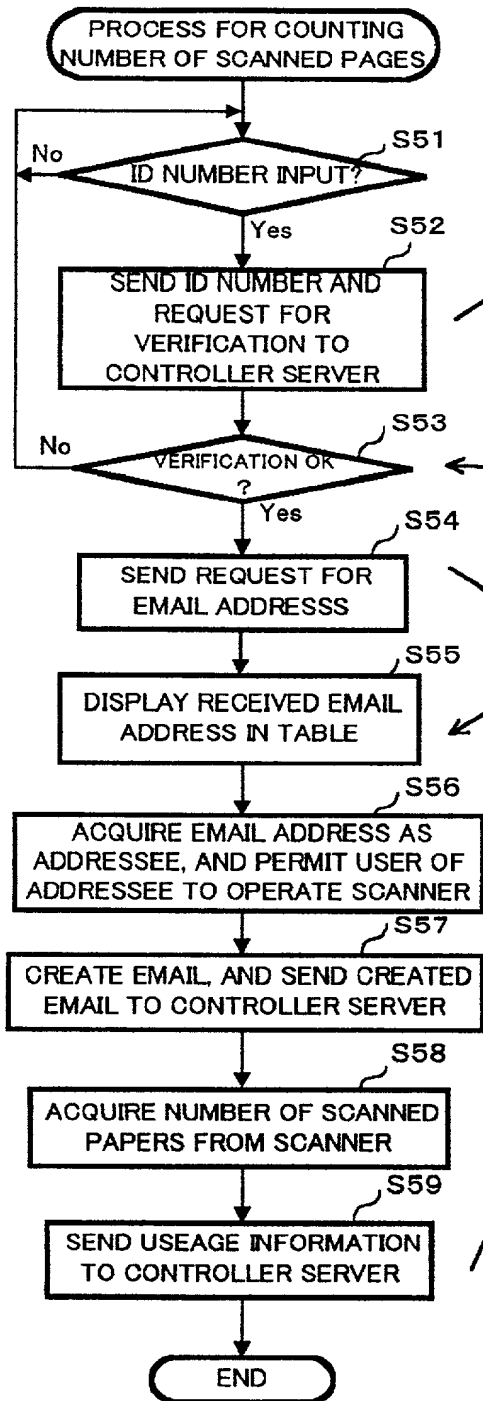 PROCESS FOR COUNTING
NUMBER OF SCANNED PAGES
S51
No
ID NUMBER INPUT?
Yes
S52
SEND ID NUMBER AND
REQUEST FOR
VERIFICATION TO
CONTROLLER SERVER
S53
No
VERIFICATION OK
?
Yes
S54
SEND REQUEST FOR
EMAIL ADDRESSS
S55
DISPLAY RECEIVED EMAIL
ADDRESS IN TABLE
S56
ACQUIRE EMAIL ADDRESS AS
ADDRESSEE, AND PERMIT USER OF
ADDRESSEE TO OPERATE SCANNER
S57
CREATE EMAIL, AND SEND CREATED
EMAIL TO CONTROLLER SERVER
S58
ACQUIRE NUMBER OF SCANNED
PAPERS FROM SCANNER
S59
SEND USEAGE INFORMATION
TO CONTROLLER SERVER
END